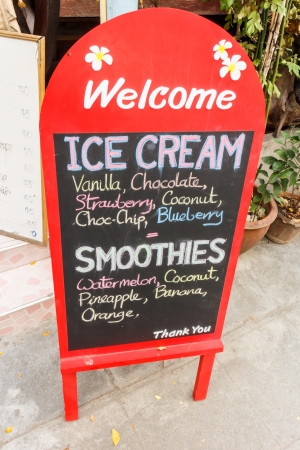 Welcome
ICE CREAM
Vanilla, Chocolate,
Strawberry, Coconut,
Choc-Chip, Blueberry
=
SMOOTHIES
Watermelon, Coconut,
Pineapple, Banana,
Orange,
Thank You